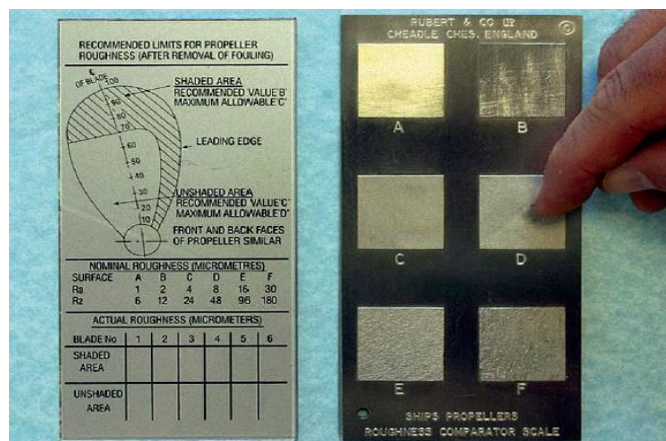 RECOMMENDED LIMITS FOR PROPELLER
ROUGHNESS (AFTER REMOVAL OF FOULING)
℄
OF BLADE
100
90
80
70
60
50
40
30
20
10
SHADED AREA
RECOMMENDED VALUE'B'
MAXIMUM ALLOWABLE'C'
LEADING EDGE
UNSHADED AREA
RECOMMENDED VALUE'C'
MAXIMUM ALLOWABLE'D'
FRONT AND BACK FACES
OF PROPELLER SIMILAR
NOMINAL ROUGHNESS (MICROMETRES)
SURFACE A B C D E F
Ra 1 2 4 8 16 30
Rz 6 12 24 48 96 180
ACTUAL ROUGHNESS (MICROMETERS)
BLADE No 1 2 3 4 5 6
SHADED
AREA
UNSHADED
AREA
RUBERT & CO LTD ©
CHEADLE CHES. ENGLAND
A B
C D
E F
SHIPS PROPELLERS
ROUGHNESS COMPARATOR SCALE